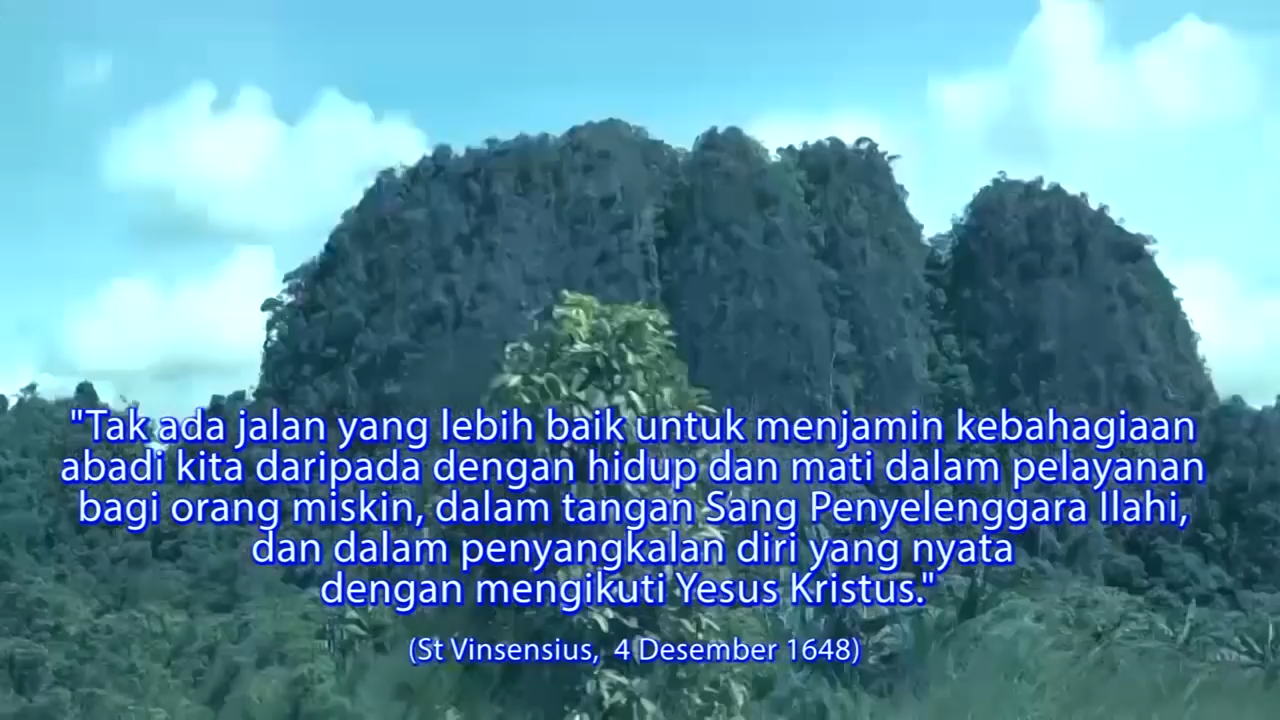 "Tak ada jalan yang lebih baik untuk menjamin kebahagiaan
abadi kita daripada dengan hidup dan mati dalam pelayanan
bagi orang miskin, dalam tangan Sang Penyelenggara Ilahi,
dan dalam penyangkalan diri yang nyata
dengan mengikuti Yesus Kristus."
(St Vinsensius,  4 Desember 1648)